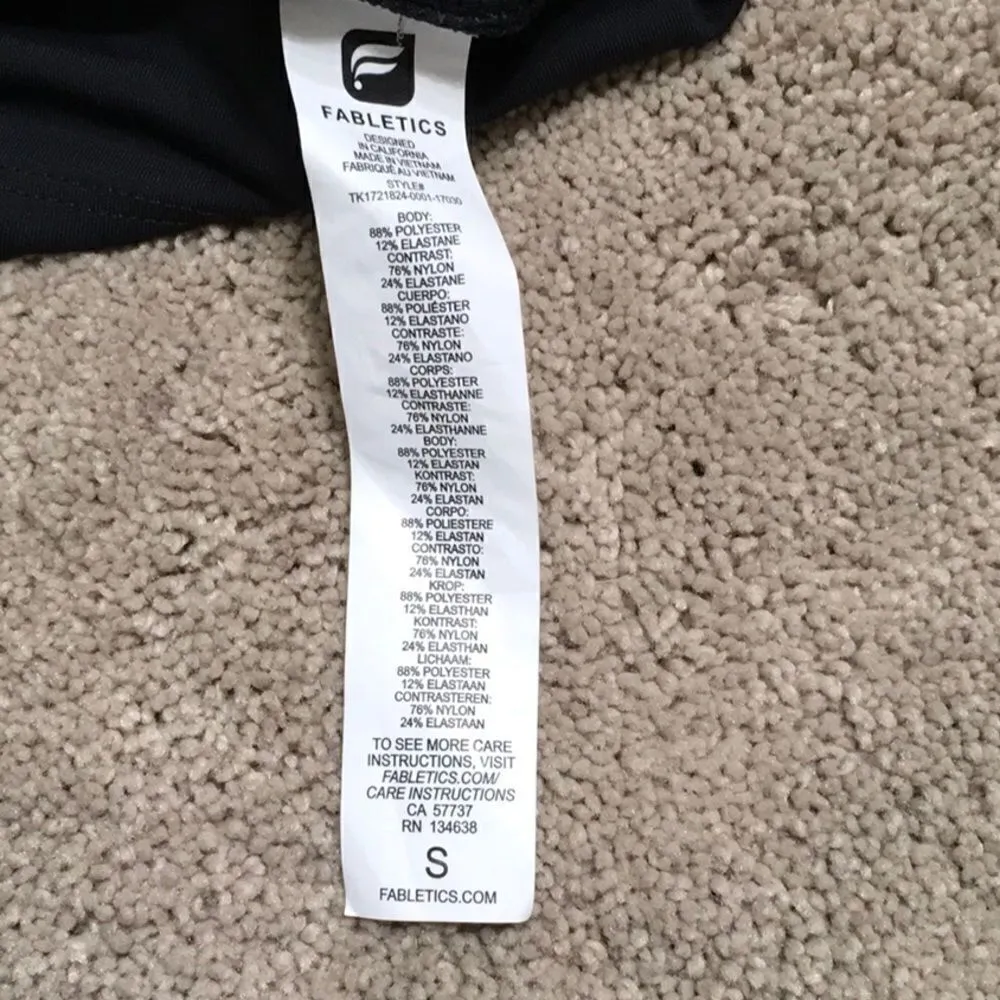 FABLETICS
DESIGNED
IN CALIFORNIA
MADE IN VIETNAM
FABRIQUÉ AU VIETNAM
STYLE#
TK1721824-0001-17030
BODY:
88% POLYESTER
12% ELASTANE
CONTRAST:
76% NYLON
24% ELASTANE
CUERPO:
88% POLIÉSTER
12% ELASTANO
CONTRASTE:
76% NYLON
24% ELASTANO
CORPS:
88% POLYESTER
12% ELASTHANNE
CONTRASTE:
76% NYLON
24% ELASTHANNE
BODY:
88% POLYESTER
12% ELASTAN
KONTRAST:
76% NYLON
24% ELASTAN
CORPO:
88% POLIESTERE
12% ELASTAN
CONTRASTO:
76% NYLON
24% ELASTAN
KROP:
88% POLYESTER
12% ELASTHAN
KONTRAST:
76% NYLON
24% ELASTHAN
LICHAAM:
88% POLYESTER
12% ELASTAAN
CONTRASTEREN:
76% NYLON
24% ELASTAAN
TO SEE MORE CARE
INSTRUCTIONS, VISIT
FABLETICS.COM/
CARE INSTRUCTIONS
CA 57737
RN 134638
S
FABLETICS.COM